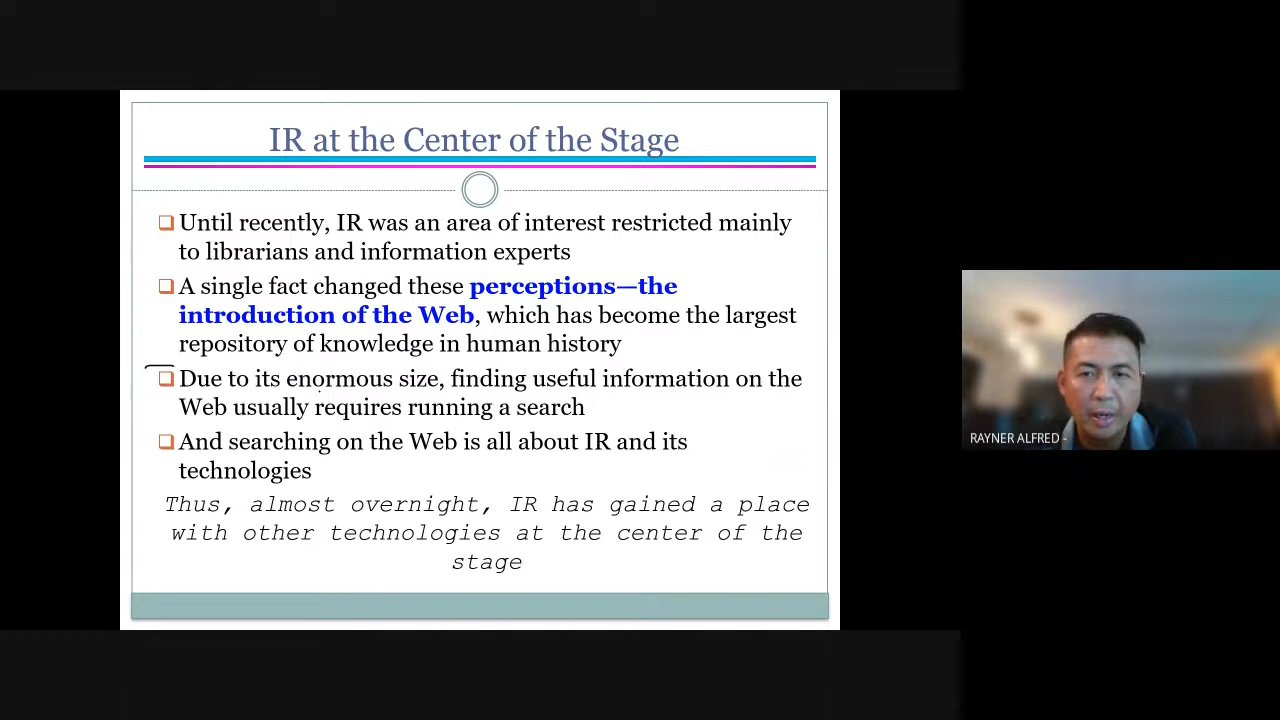 IR at the Center of the Stage
Until recently, IR was an area of interest restricted mainly
to librarians and information experts
A single fact changed these perceptions—the
introduction of the Web, which has become the largest
repository of knowledge in human history
Due to its enormous size, finding useful information on the
Web usually requires running a search
And searching on the Web is all about IR and its
technologies
Thus, almost overnight, IR has gained a place
with other technologies at the center of the
stage
RAYNER ALFRED -